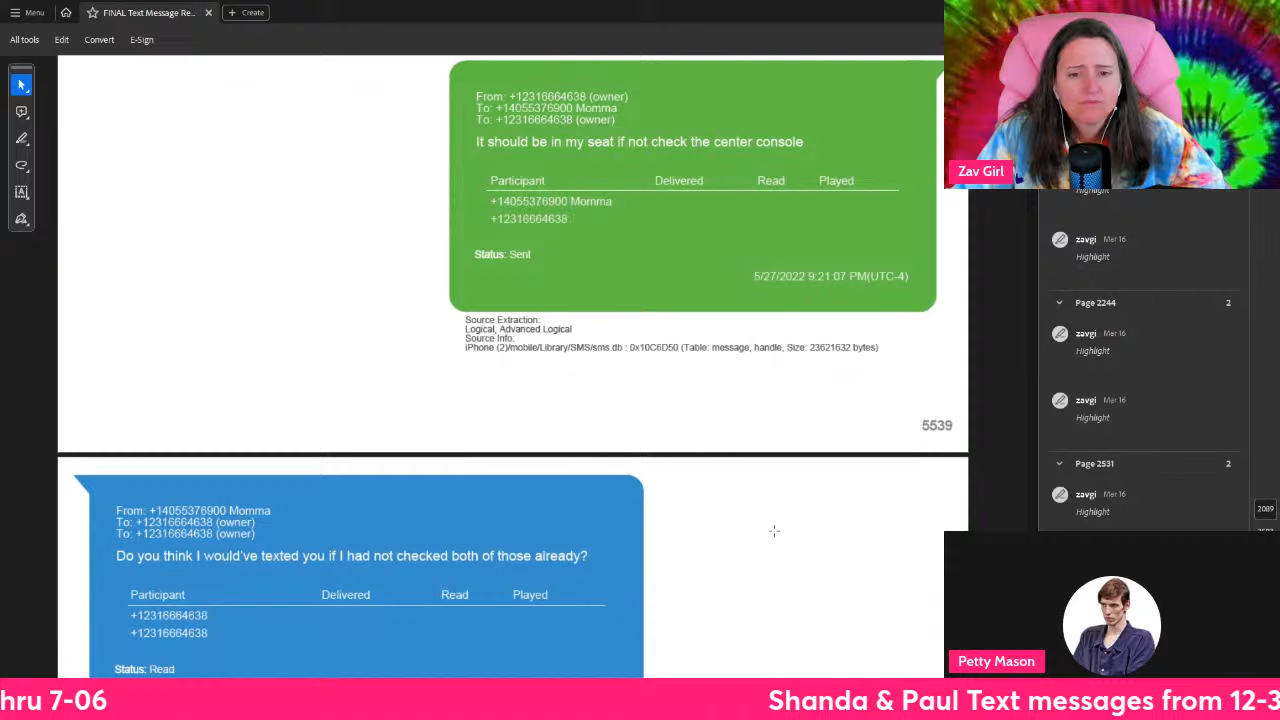 Menu
FINAL Text Message Re...
Create
All tools
Edit
Convert
E-Sign
From: +12316664638 (owner)
To: +14055376900 Momma
To: +12316664638 (owner)
It should be in my seat if not check the center console
Participant Delivered Read Played
+14055376900 Momma
+12316664638
Status: Sent
5/27/2022 9:21:07 PM(UTC-4)
Source Extraction:
Logical, Advanced Logical
Source Info:
iPhone (2)/mobile/Library/SMS/sms.db : 0x10C6D50 (Table: message, handle, Size: 23621632 bytes)
5539
From: +14055376900 Momma
To: +12316664638 (owner)
To: +12316664638 (owner)
Do you think I would've texted you if I had not checked both of those already?
Participant Delivered Read Played
+12316664638
+12316664638
Status: Read
Zav Girl
Highlight
zavgi Mar 16
Highlight
Page 2244 2
zavgi Mar 16
Highlight
zavgi Mar 16
Highlight
Page 2531 2
zavgi Mar 16
Highlight
2089
Petty Mason
hru 7-06
Shanda & Paul Text messages from 12-3